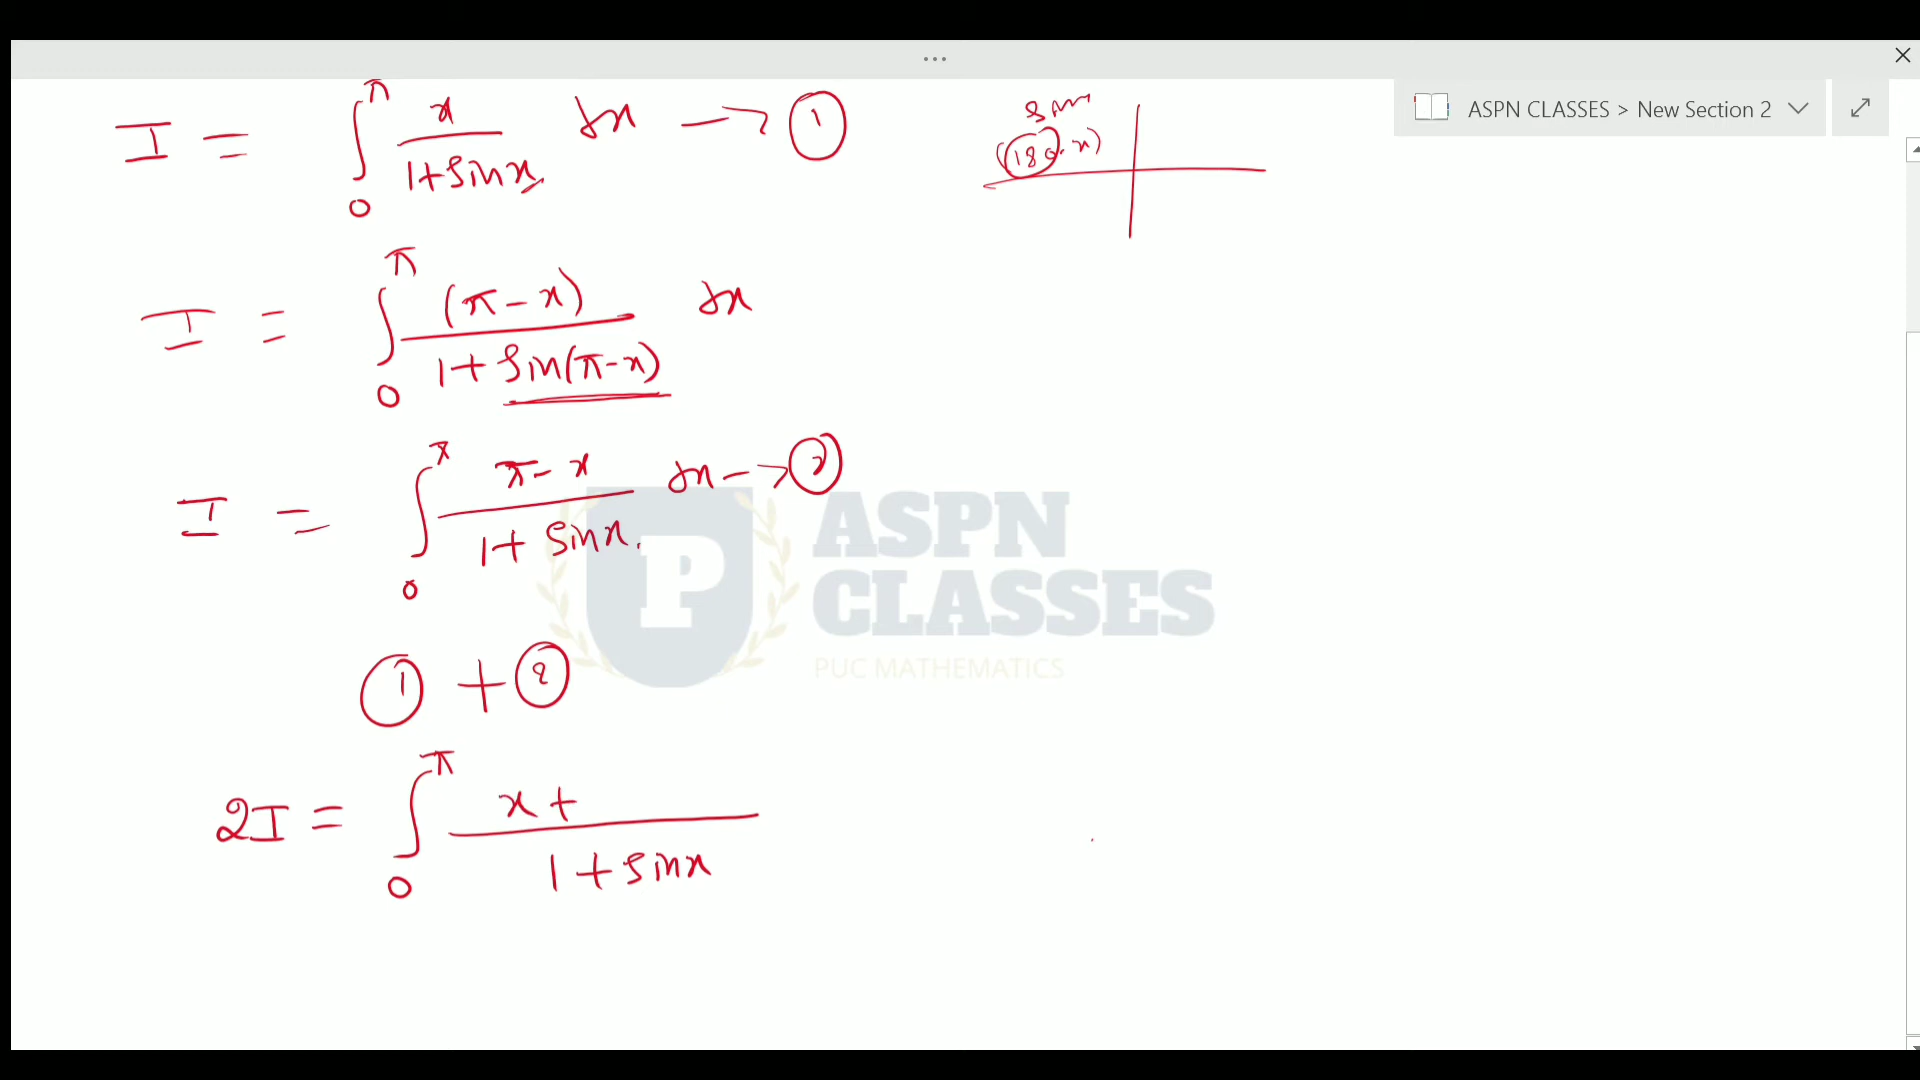 ...
ASPN CLASSES > New Section 2
I = ∫₀^π x/(1+sinx) dx → ①
sin
(180-x)
I = ∫₀^π (π-x)/(1+sin(π-x)) dx
I = ∫₀^π π-x/(1+sinx) dx → ②
① + ②
2I = ∫₀^π x+/(1+sinx)
P
ASPN
CLASSES
PUC MATHEMATICS